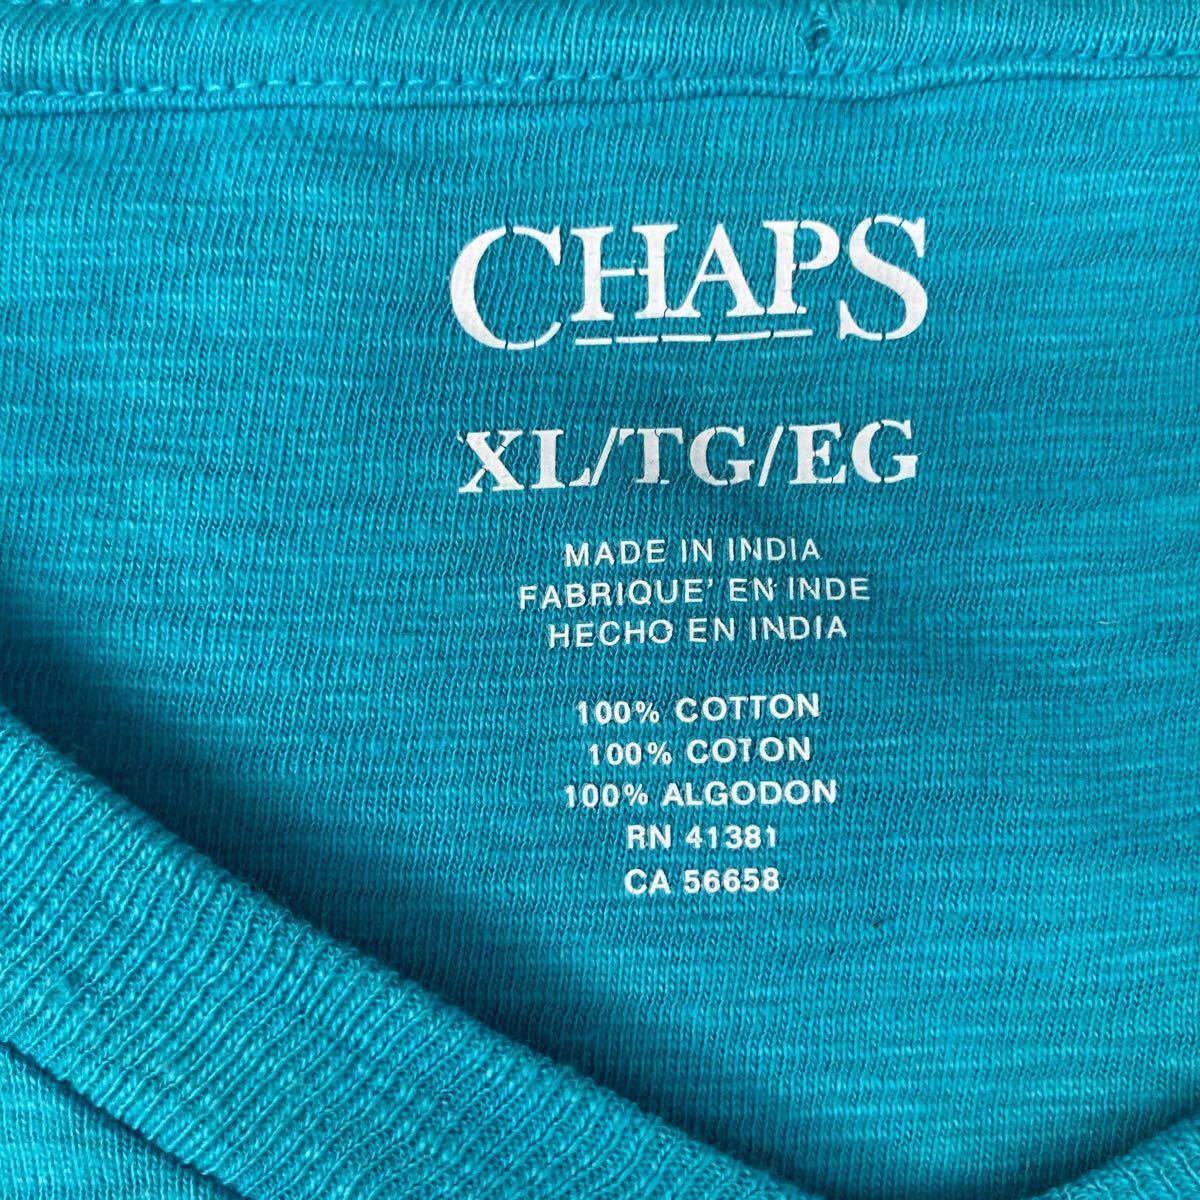 CHAPS
XL/TG/EG
MADE IN INDIA
FABRIQUE' EN INDE
HECHO EN INDIA
100% COTTON
100% COTON
100% ALGODON
RN 41381
CA 56658